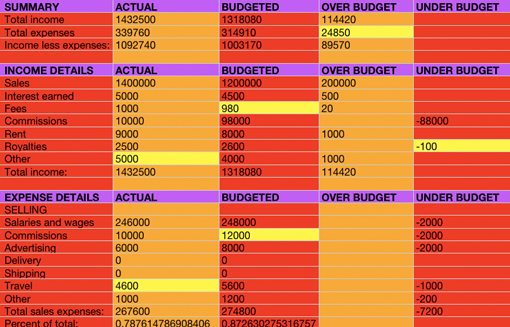 SUMMARY ACTUAL BUDGETED OVER BUDGET UNDER BUDGET
Total income 1432500 1318080 114420
Total expenses 339760 314910 24850
Income less expenses: 1092740 1003170 89570
INCOME DETAILS ACTUAL BUDGETED OVER BUDGET UNDER BUDGET
Sales 1400000 1200000 200000
Interest earned 5000 4500 500
Fees 1000 980 20
Commissions 10000 98000 -88000
Rent 9000 8000 1000
Royalties 2500 2600 -100
Other 5000 4000 1000
Total income: 1432500 1318080 114420
EXPENSE DETAILS ACTUAL BUDGETED OVER BUDGET UNDER BUDGET
SELLING
Salaries and wages 246000 248000 -2000
Commissions 10000 12000 -2000
Advertising 6000 8000 -2000
Delivery 0 0
Shipping 0 0
Travel 4600 5600 -1000
Other 1000 1200 -200
Total sales expenses: 267600 274800 -7200
Percent of total: 0.787614786908406 0.872630275316757